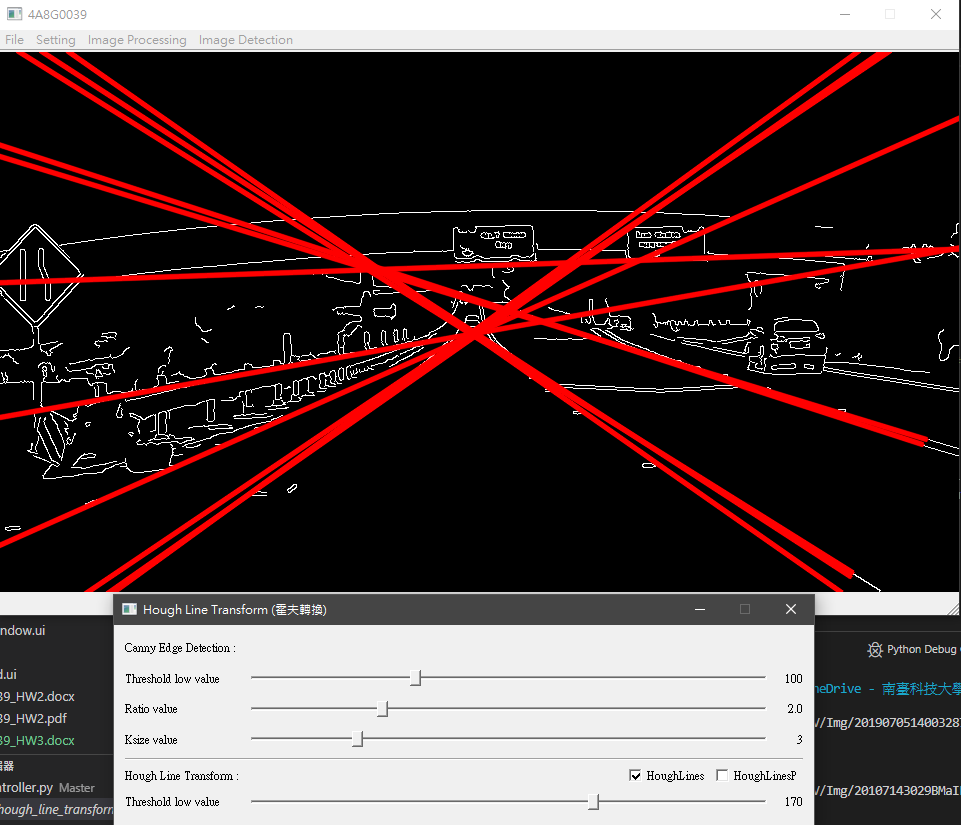 4A8G0039
File Setting Image Processing Image Detection
Hough Line Transform (霍夫轉換)
Canny Edge Detection :
Threshold low value 100
Ratio value 2.0
Ksize value 3
Hough Line Transform : HoughLines HoughLinesP
Threshold low value 170
ndow.ui
d.ui
39_HW2.docx
39_HW2.pdf
39_HW3.docx
器
ntroller.py Master
hough_line_transform
Python Debug
neDrive - 南臺科技大學
/Img/2019070514003287
/Img/20107143029BMaI